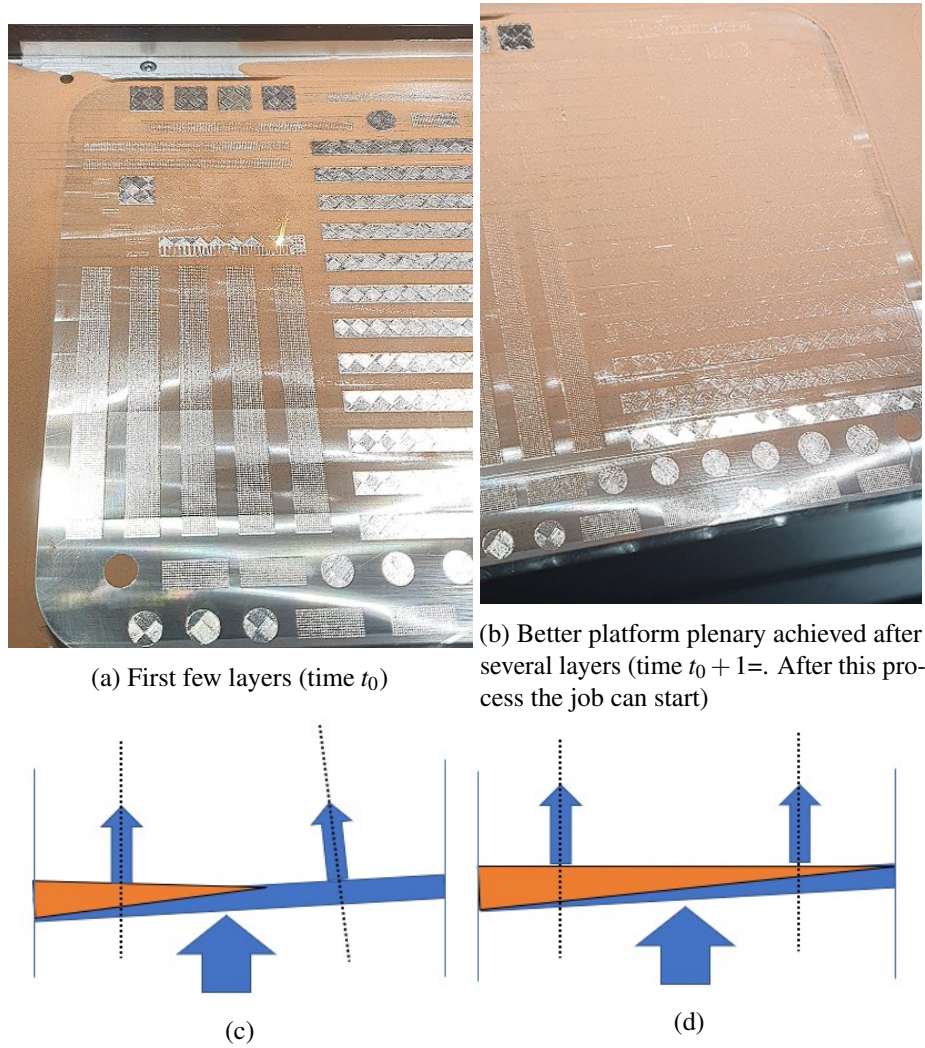 (a) First few layers (time t₀)
(b) Better platform plenary achieved after
several layers (time t₀ + 1=. After this pro-
cess the job can start)
(c)
(d)